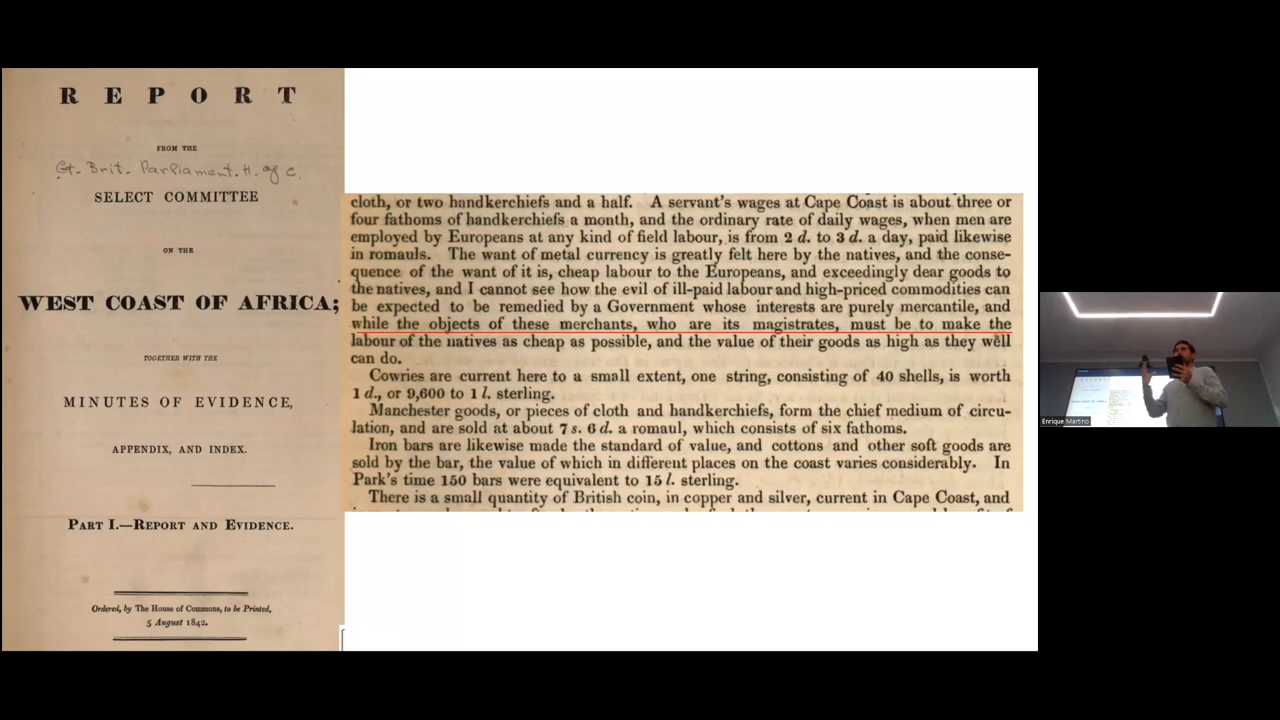 REPORT
FROM THE
Gt. Brit. Parliament. H. of C.
SELECT COMMITTEE
ON THE
WEST COAST OF AFRICA;
TOGETHER WITH THE
MINUTES OF EVIDENCE,
APPENDIX, AND INDEX.
PART I.—REPORT AND EVIDENCE.
Ordered, by The House of Commons, to be Printed,
5 August 1842.
cloth, or two handkerchiefs and a half. A servant's wages at Cape Coast is about three or
four fathoms of handkerchiefs a month, and the ordinary rate of daily wages, when men are
employed by Europeans at any kind of field labour, is from 2 d. to 3 d. a day, paid likewise
in romauls. The want of metal currency is greatly felt here by the natives, and the conse-
quence of the want of it is, cheap labour to the Europeans, and exceedingly dear goods to
the natives, and I cannot see how the evil of ill-paid labour and high-priced commodities can
be expected to be remedied by a Government whose interests are purely mercantile, and
while the objects of these merchants, who are its magistrates, must be to make the
labour of the natives as cheap as possible, and the value of their goods as high as they well
can do.
Cowries are current here to a small extent, one string, consisting of 40 shells, is worth
1 d., or 9,600 to 1 l. sterling.
Manchester goods, or pieces of cloth and handkerchiefs, form the chief medium of circu-
lation, and are sold at about 7 s. 6 d. a romaul, which consists of six fathoms.
Iron bars are likewise made the standard of value, and cottons and other soft goods are
sold by the bar, the value of which in different places on the coast varies considerably. In
Park's time 150 bars were equivalent to 15 l. sterling.
There is a small quantity of British coin, in copper and silver, current in Cape Coast, and
Enrique Martino